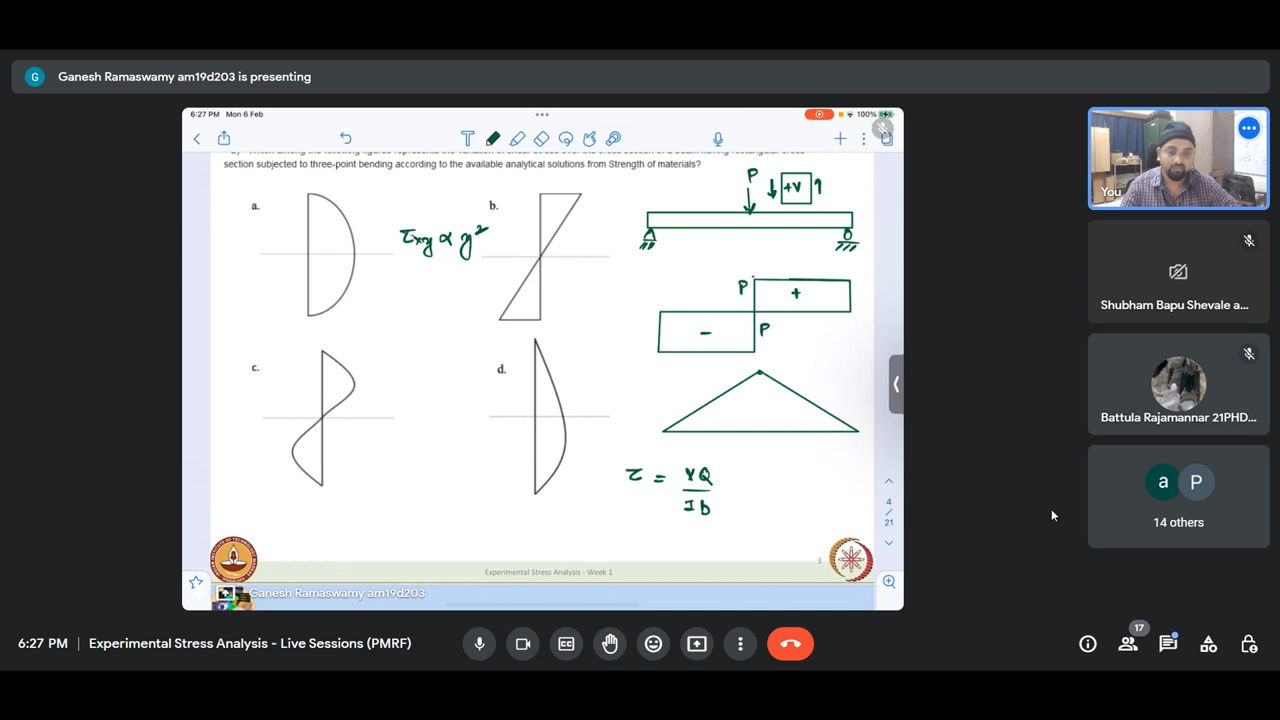 Ganesh Ramaswamy am19d203 is presenting
G
6:27 PM Mon 6 Feb
100%
section subjected to three-point bending according to the available analytical solutions from Strength of materials?
a.
b.
τxy ∝ y²
P
+V
P
+
-
P
c.
d.
τ = VQ
Ib
4
/
21
3
Experimental Stress Analysis - Week 1
Ganesh Ramaswamy am19d203
You
Shubham Bapu Shevale a...
Battula Rajamannar 21PHD...
a
P
14 others
6:27 PM
Experimental Stress Analysis - Live Sessions (PMRF)
17